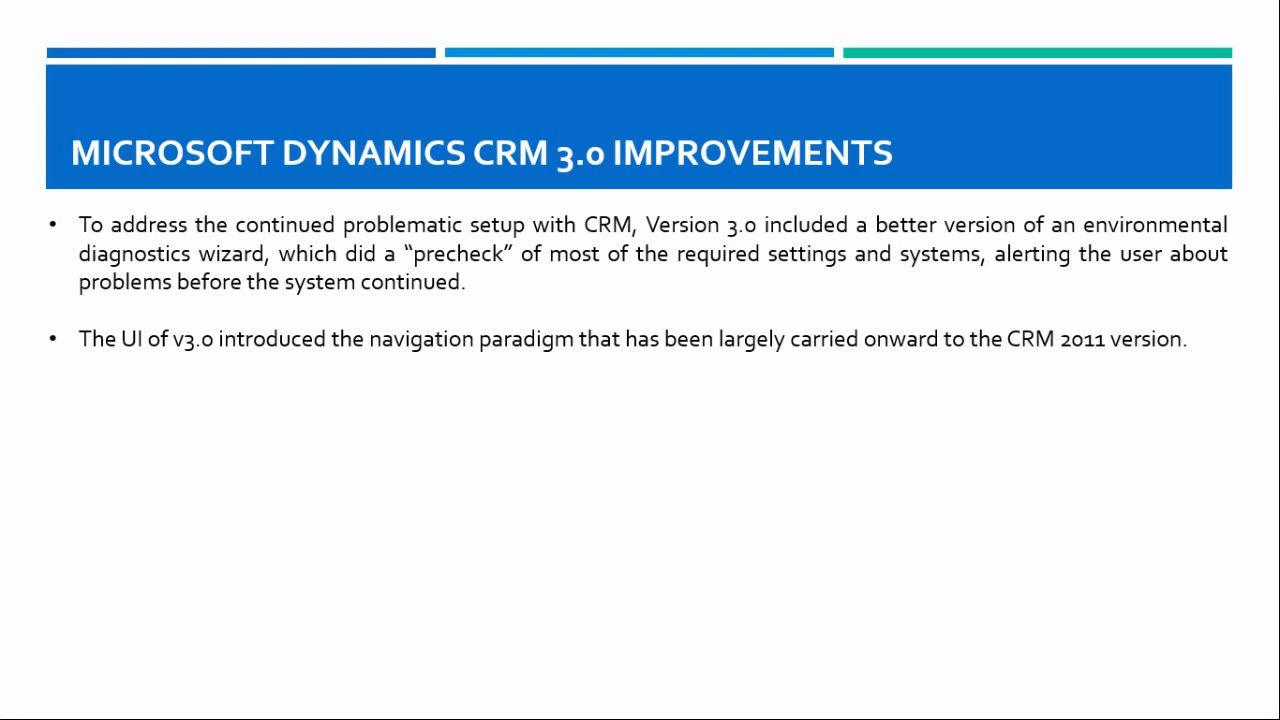 MICROSOFT DYNAMICS CRM 3.0 IMPROVEMENTS
• To address the continued problematic setup with CRM, Version 3.0 included a better version of an environmental
diagnostics wizard, which did a “precheck” of most of the required settings and systems, alerting the user about
problems before the system continued.
• The UI of v3.0 introduced the navigation paradigm that has been largely carried onward to the CRM 2011 version.